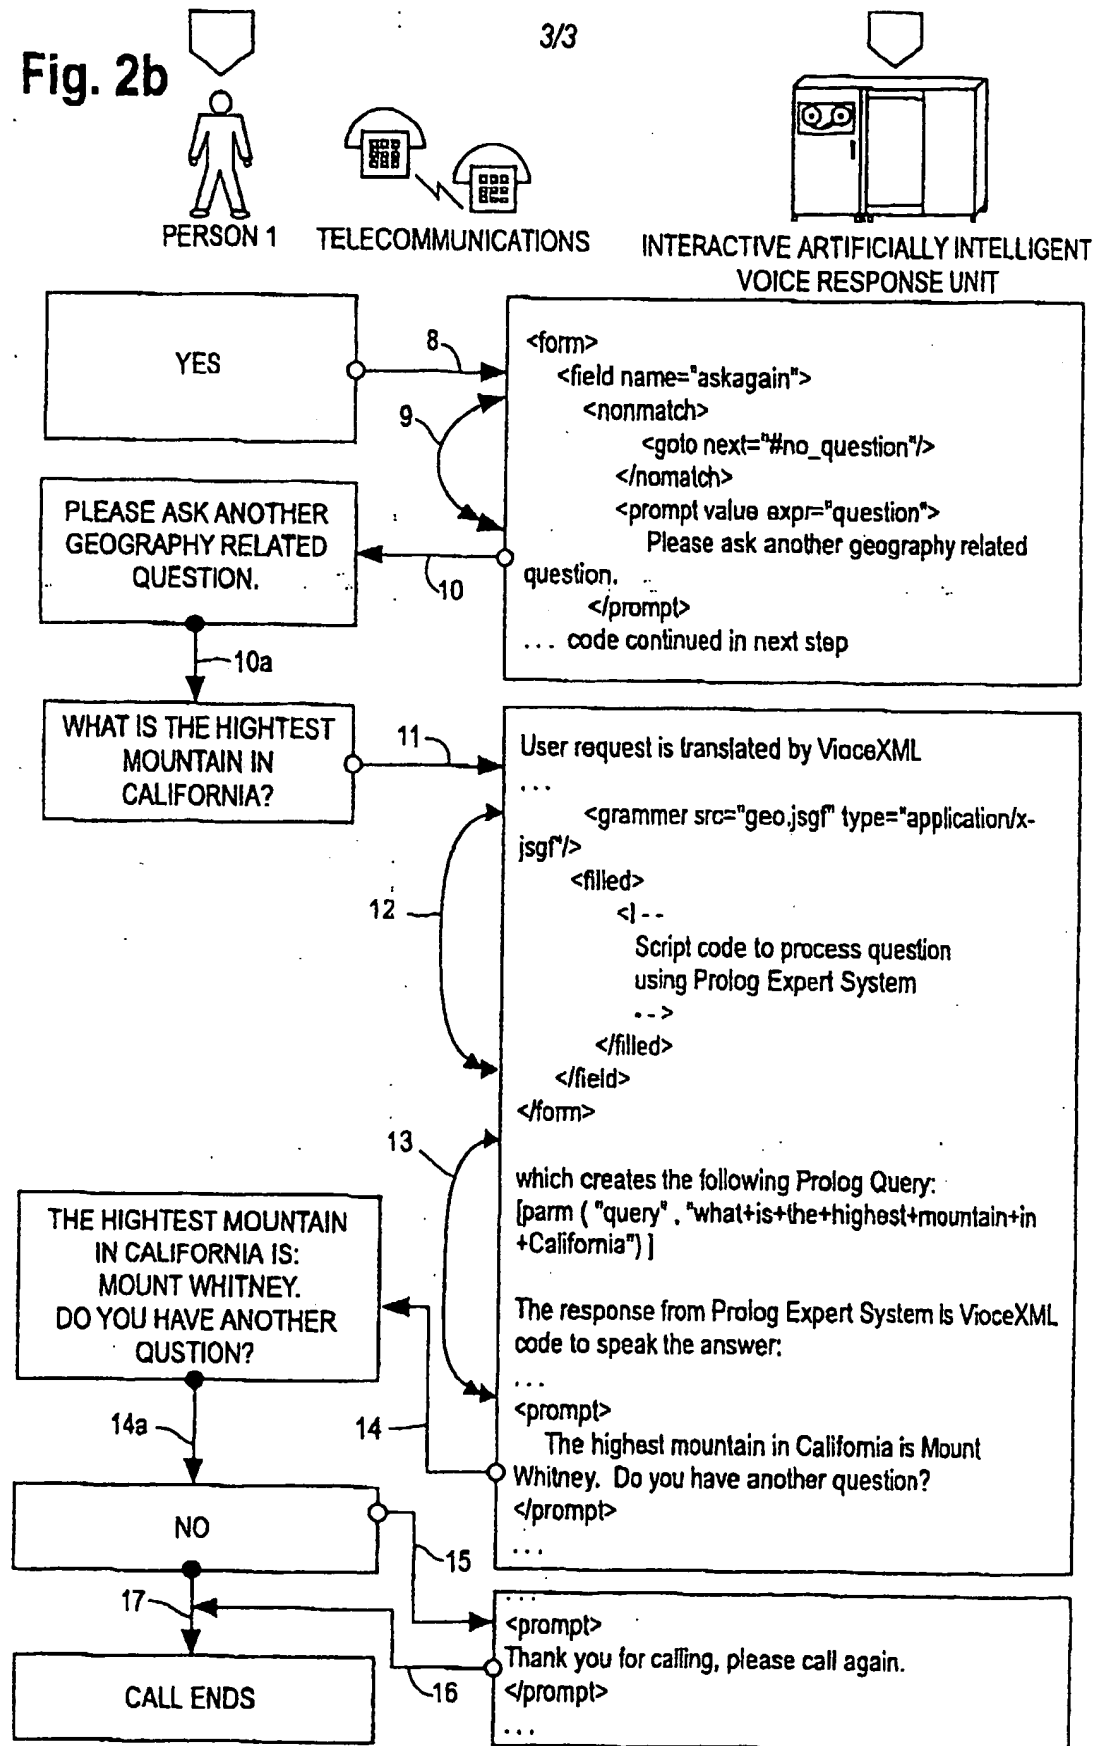 3/3
Fig. 2b
PERSON 1
TELECOMMUNICATIONS
INTERACTIVE ARTIFICIALLY INTELLIGENT
VOICE RESPONSE UNIT
YES
8
<form>
<field name="askagain">
<nonmatch>
<goto next="#no_question"/>
</nomatch>
<prompt value expr="question">
Please ask another geography related
question.
</prompt>
... code continued in next step
9
PLEASE ASK ANOTHER
GEOGRAPHY RELATED
QUESTION.
10
10a
WHAT IS THE HIGHTEST
MOUNTAIN IN
CALIFORNIA?
11
User request is translated by VioceXML
...
<grammer src="geo.jsgf" type="application/x-
jsgf"/>
<filled>
<!--
Script code to process question
using Prolog Expert System
-->
</filled>
</field>
</form>
12
13
which creates the following Prolog Query:
[parm ( "query" , "what+is+the+highest+mountain+in
+California") ]
The response from Prolog Expert System is VioceXML
code to speak the answer:
...
<prompt>
The highest mountain in California is Mount
Whitney. Do you have another question?
</prompt>
...
THE HIGHTEST MOUNTAIN
IN CALIFORNIA IS:
MOUNT WHITNEY.
DO YOU HAVE ANOTHER
QUSTION?
14a
14
NO
15
17
...
<prompt>
Thank you for calling, please call again.
</prompt>
...
16
CALL ENDS